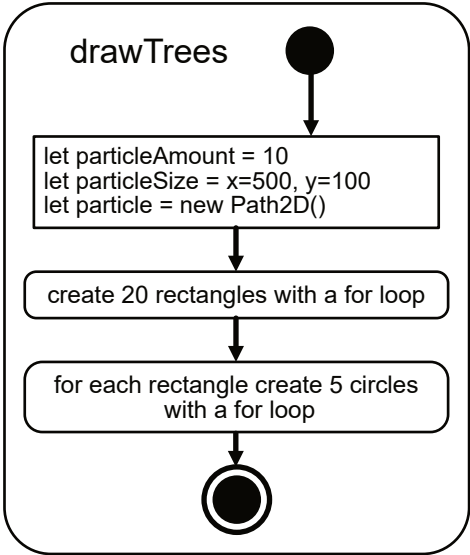 drawTrees
let particleAmount = 10
let particleSize = x=500, y=100
let particle = new Path2D()
create 20 rectangles with a for loop
for each rectangle create 5 circles
with a for loop